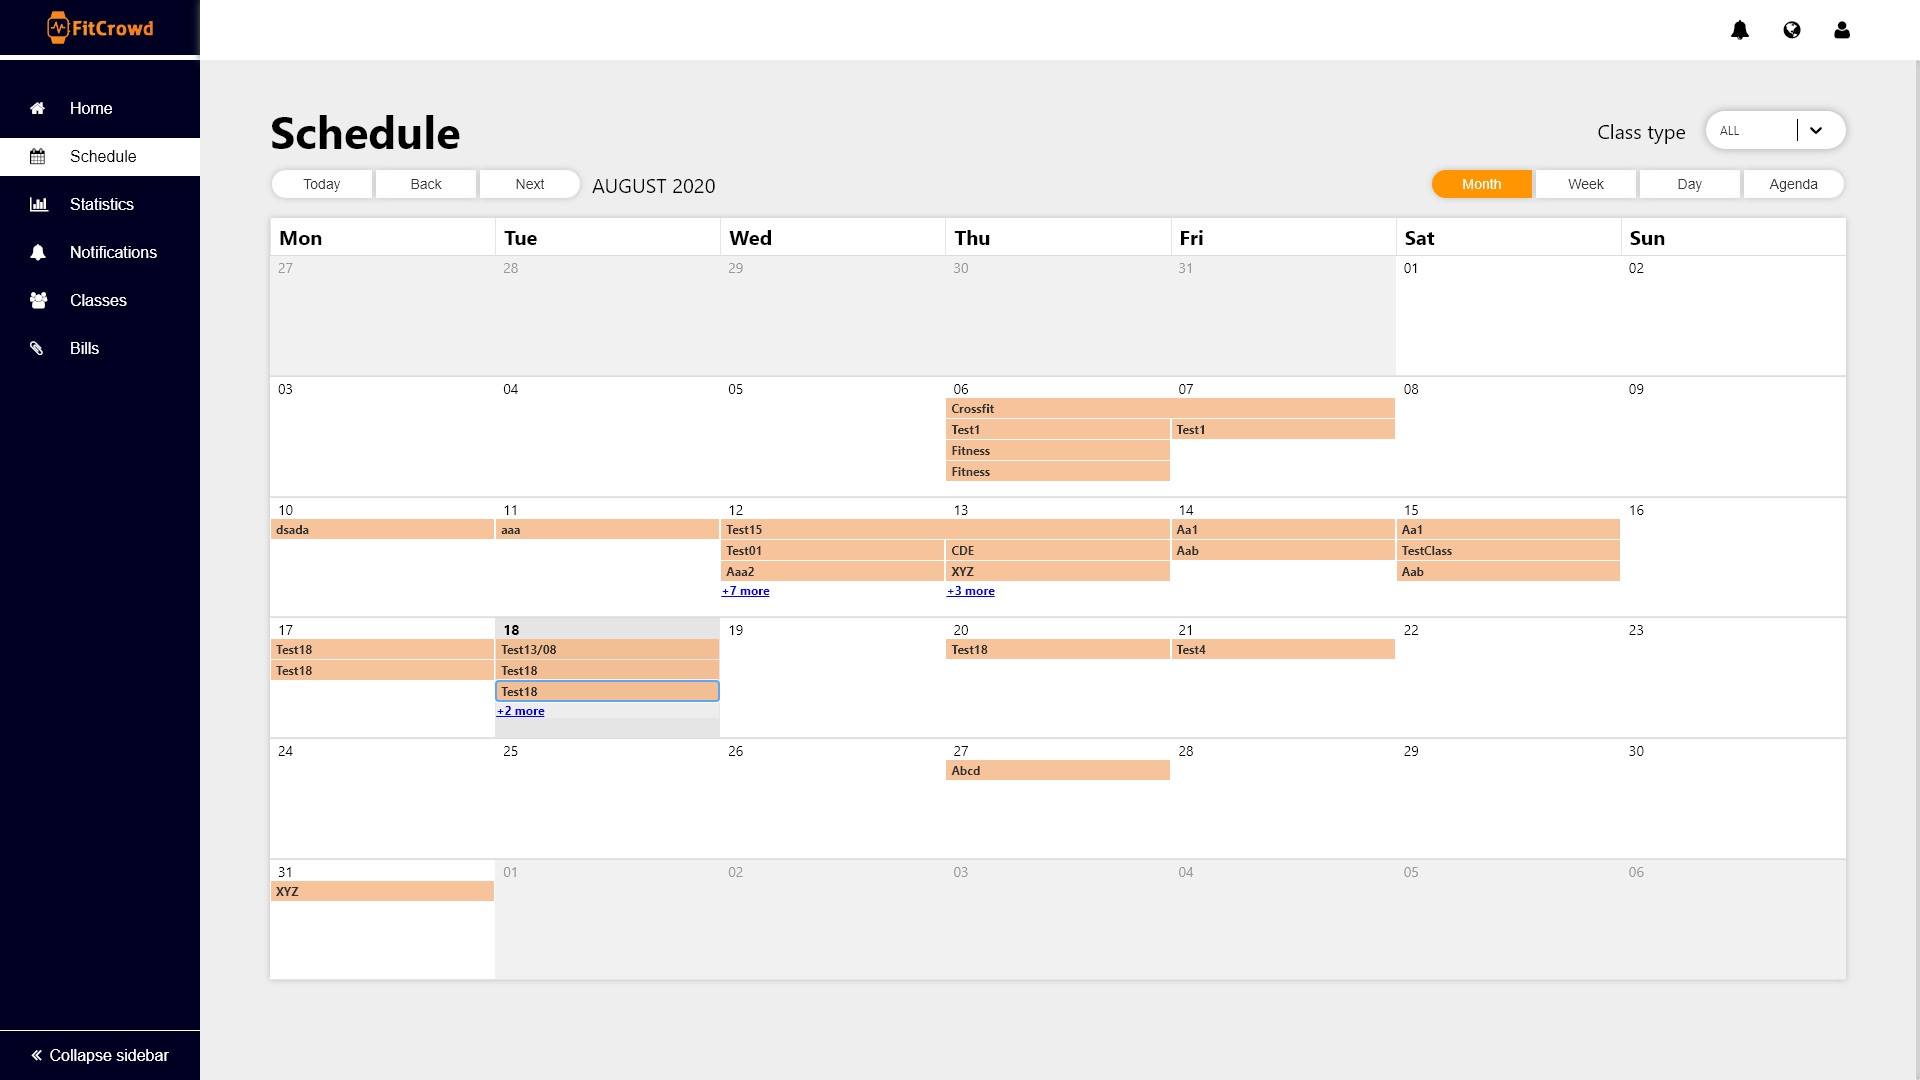 FitCrowd
Home
Schedule
Statistics
Notifications
Classes
Bills
Collapse sidebar
Schedule
Class type ALL
Today Back Next AUGUST 2020 Month Week Day Agenda
Mon Tue Wed Thu Fri Sat Sun
27 28 29 30 31 01 02
03 04 05 06 07 08 09
Crossfit
Test1 Test1
Fitness
Fitness
10 11 12 13 14 15 16
dsada aaa Test15 Aa1 Aa1
Test01 CDE Aab TestClass
Aaa2 XYZ Aab
+7 more +3 more
17 18 19 20 21 22 23
Test18 Test13/08 Test18 Test4
Test18 Test18
Test18
+2 more
24 25 26 27 28 29 30
Abcd
31 01 02 03 04 05 06
XYZ